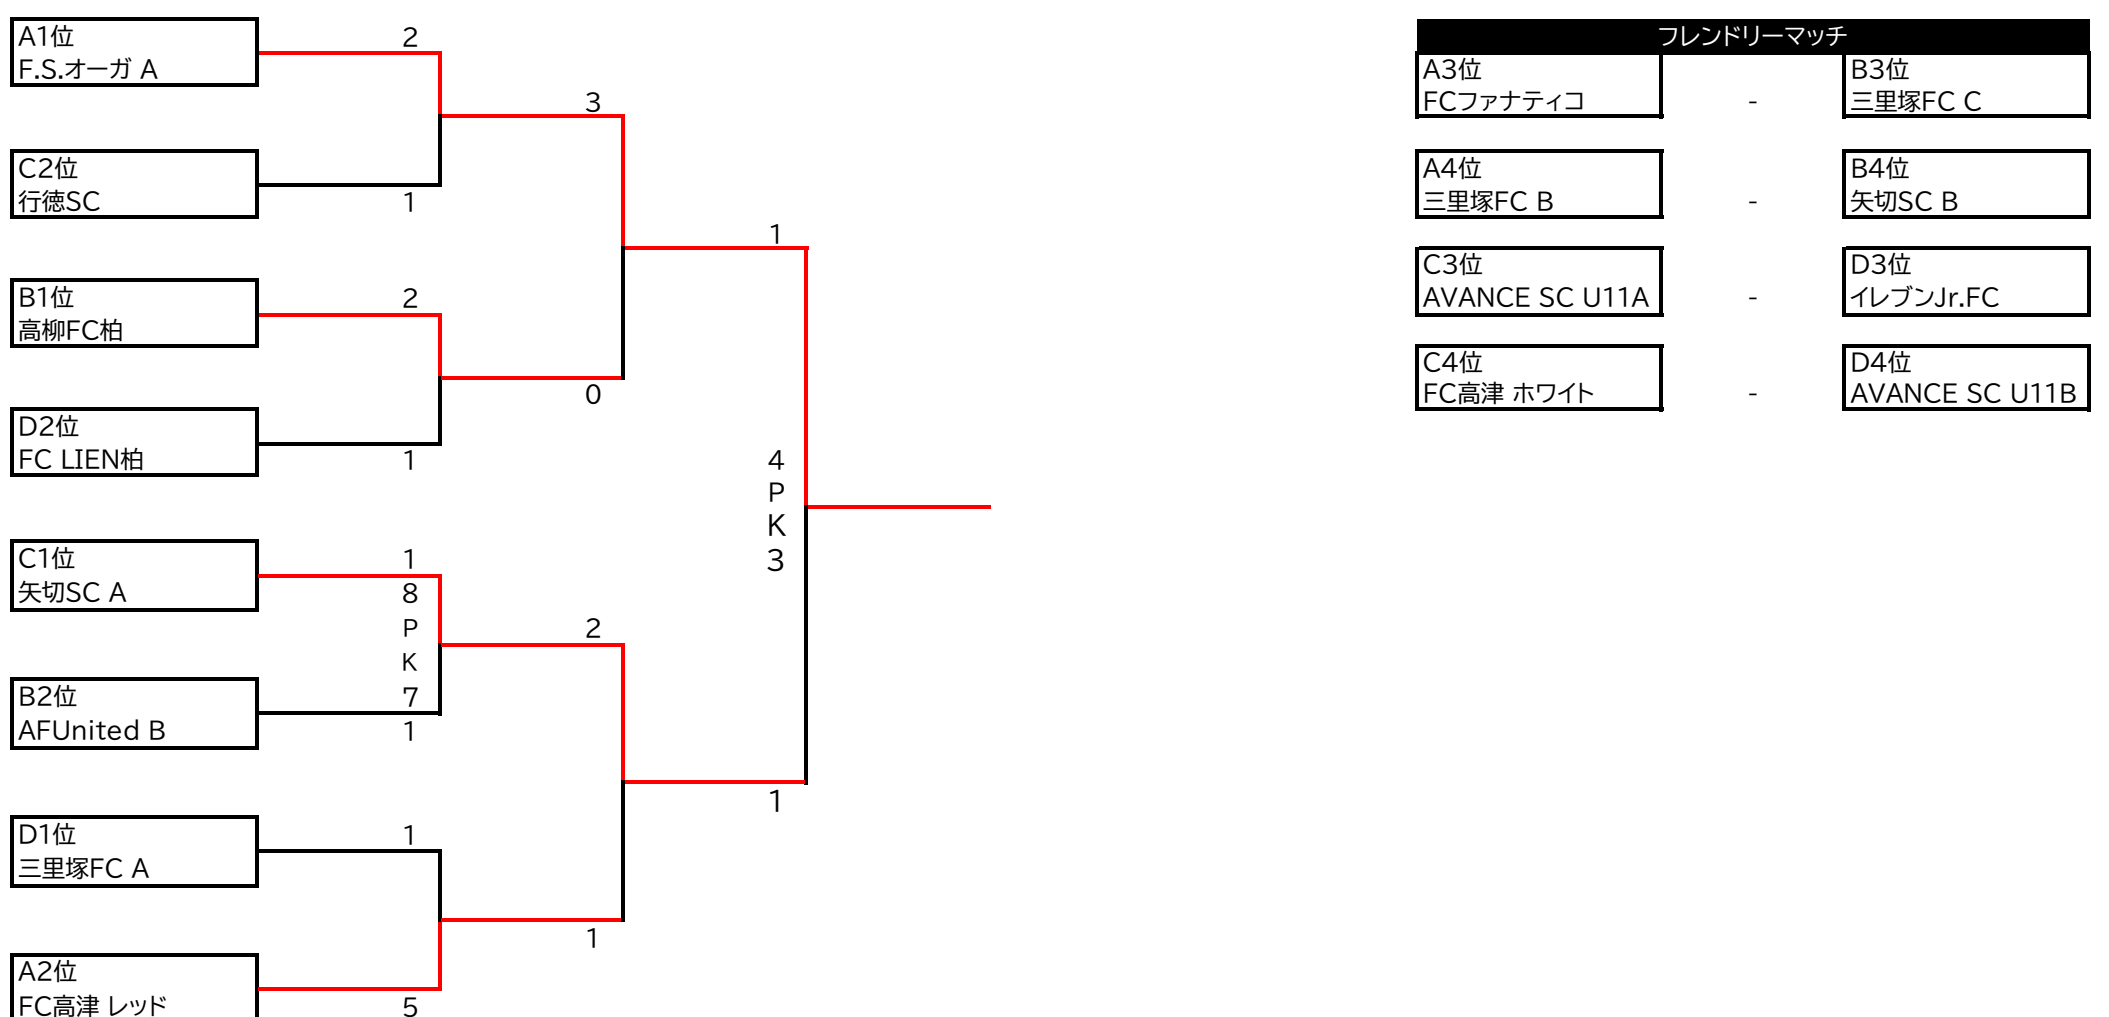 A1位
F.S.オーガ A
2
3
C2位
行徳SC
1
1
B1位
高柳FC柏
2
0
D2位
FC LIEN柏
1
4
P
K
3
C1位
矢切SC A
1
8
P
K
7
2
B2位
AFUnited B
1
1
D1位
三里塚FC A
1
1
A2位
FC高津 レッド
5
フレンドリーマッチ
A3位
FCファナティコ
-
B3位
三里塚FC C
A4位
三里塚FC B
-
B4位
矢切SC B
C3位
AVANCE SC U11A
-
D3位
イレブンJr.FC
C4位
FC高津 ホワイト
-
D4位
AVANCE SC U11B